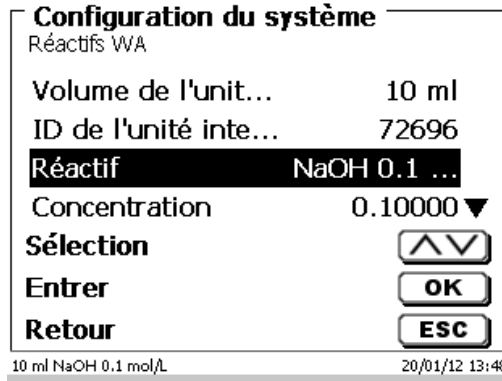 Configuration du système
Réactifs WA
Volume de l'unit... 10 ml
ID de l'unité inte... 72696
Réactif NaOH 0.1 ...
Concentration 0.10000
Sélection
Entrer OK
Retour ESC
10 ml NaOH 0.1 mol/L 20/01/12 13:48